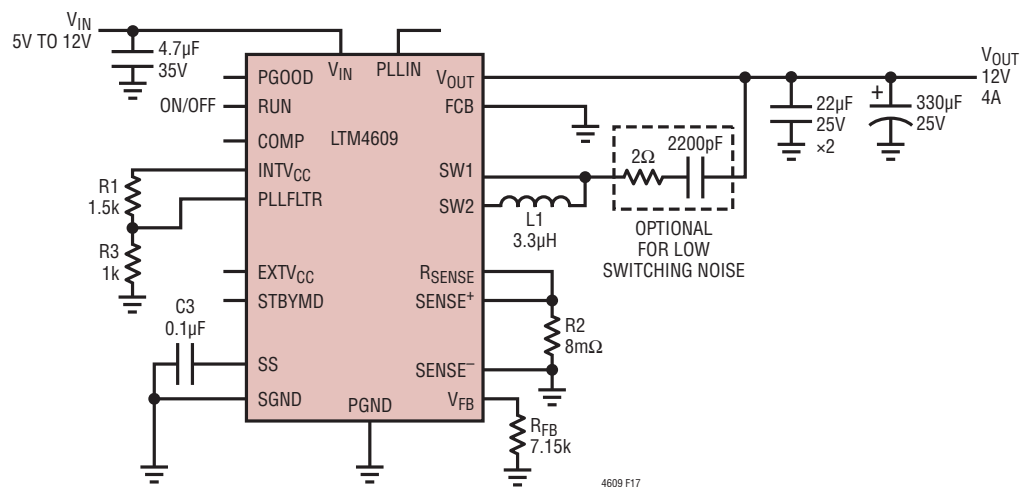 VIN
5V TO 12V
4.7µF
35V
VIN
PLLIN
PGOOD
VOUT
VOUT
12V
4A
ON/OFF
RUN
FCB
22µF
25V
×2
+
330µF
25V
COMP
LTM4609
2Ω
2200pF
INTVCC
SW1
R1
1.5k
PLLFLTR
SW2
L1
3.3µH
OPTIONAL
FOR LOW
SWITCHING NOISE
R3
1k
EXTVCC
RSENSE
STBYMD
SENSE+
R2
8mΩ
C3
0.1µF
SS
SENSE–
SGND
PGND
VFB
RFB
7.15k
4609 F17